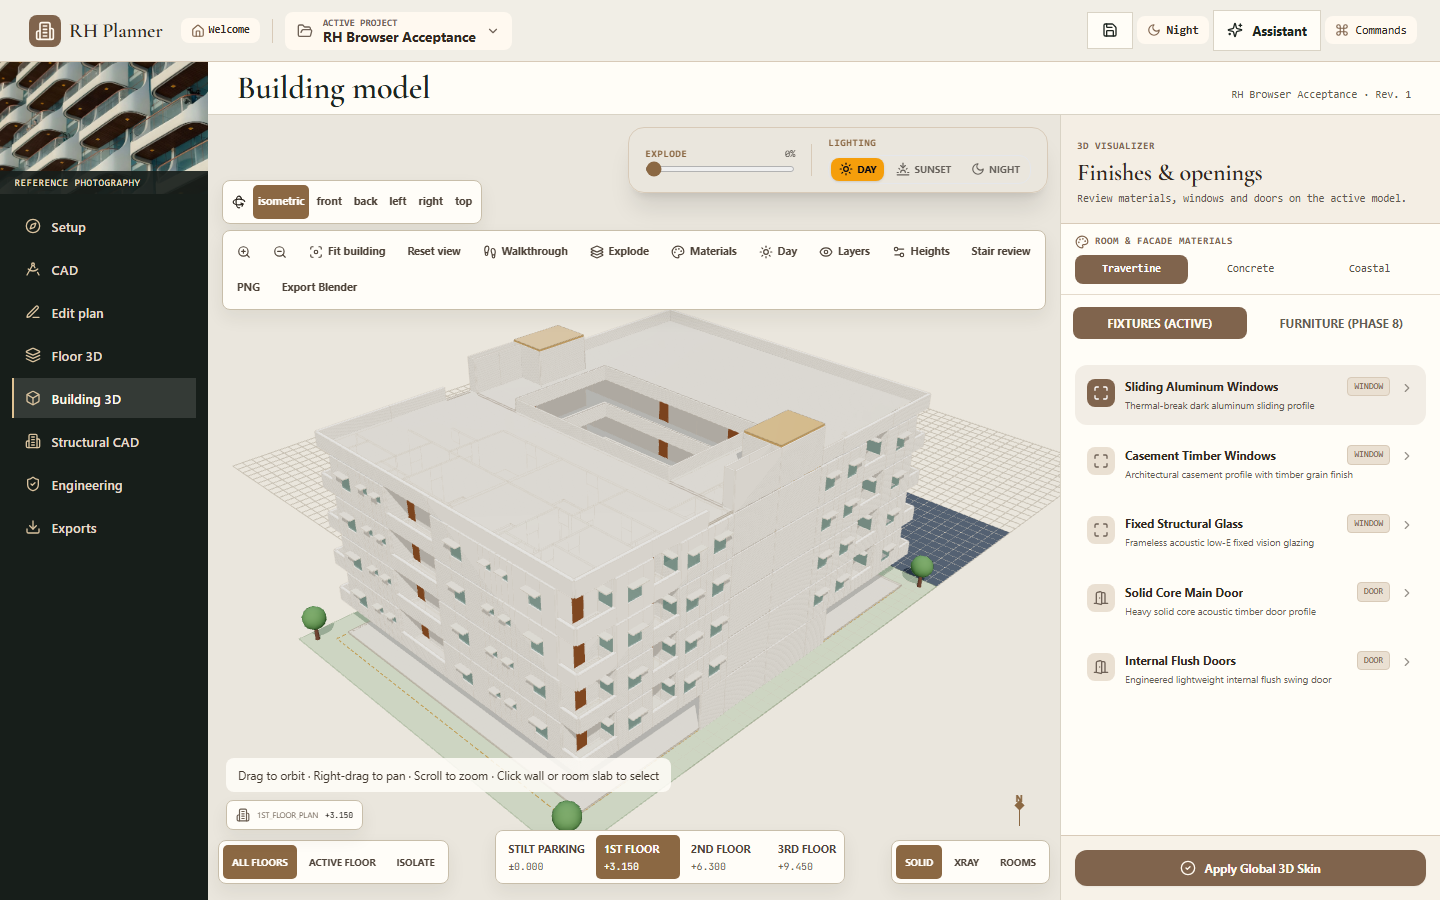 RH Planner
Welcome
ACTIVE PROJECT
RH Browser Acceptance
Night
Assistant
Commands
REFERENCE PHOTOGRAPHY
Setup
CAD
Edit plan
Floor 3D
Building 3D
Structural CAD
Engineering
Exports
Building model
RH Browser Acceptance · Rev. 1
EXPLODE 0%
LIGHTING
DAY SUNSET NIGHT
isometric front back left right top
Fit building Reset view Walkthrough Explode Materials Day Layers Heights Stair review
PNG Export Blender
Drag to orbit · Right-drag to pan · Scroll to zoom · Click wall or room slab to select
1ST_FLOOR_PLAN +3.150
N
ALL FLOORS ACTIVE FLOOR ISOLATE
STILT PARKING 1ST FLOOR 2ND FLOOR 3RD FLOOR
±0.000 +3.150 +6.300 +9.450
SOLID XRAY ROOMS
3D VISUALIZER
Finishes & openings
Review materials, windows and doors on the active model.
ROOM & FACADE MATERIALS
Travertine Concrete Coastal
FIXTURES (ACTIVE) FURNITURE (PHASE 8)
Sliding Aluminum Windows WINDOW
Thermal-break dark aluminum sliding profile
Casement Timber Windows WINDOW
Architectural casement profile with timber grain finish
Fixed Structural Glass WINDOW
Frameless acoustic low-E fixed vision glazing
Solid Core Main Door DOOR
Heavy solid core acoustic timber door profile
Internal Flush Doors DOOR
Engineered lightweight internal flush swing door
Apply Global 3D Skin